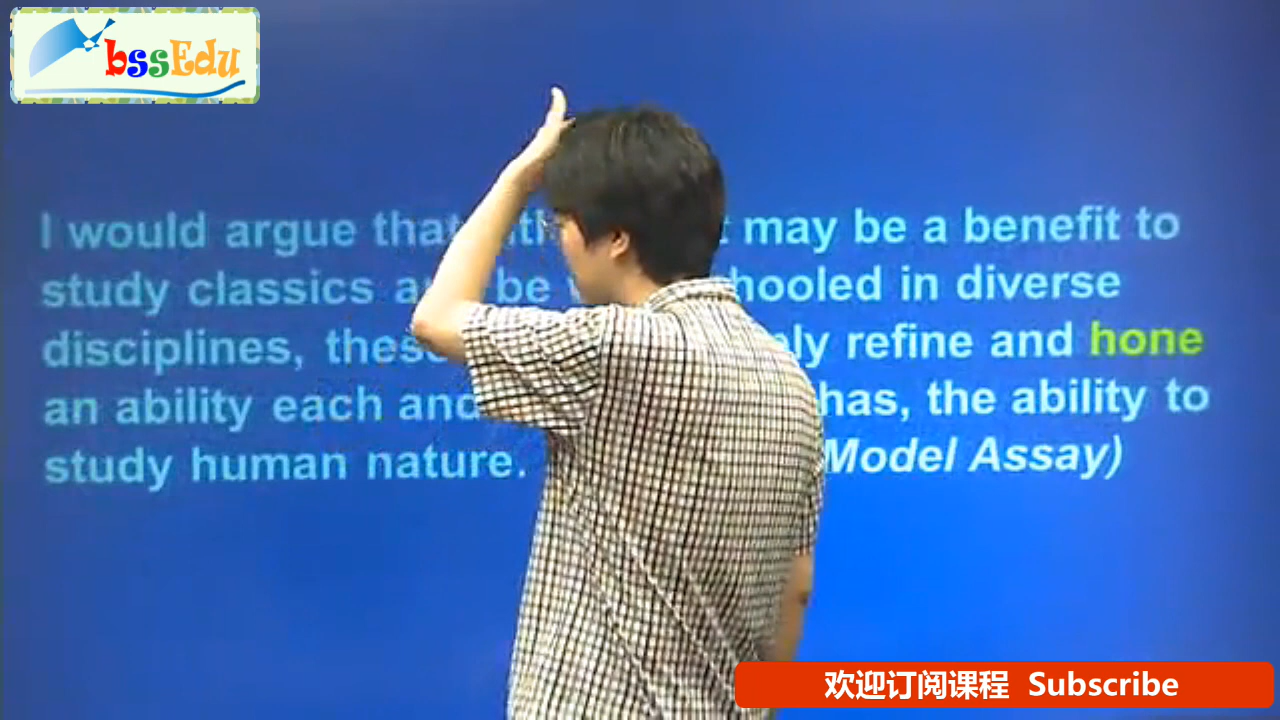 bssEdu
I would argue that may be a benefit to
study classics be in diverse
disciplines, refine and hone
an ability each and has, the ability to
study human nature. Model Assay)
欢迎订阅课程 Subscribe